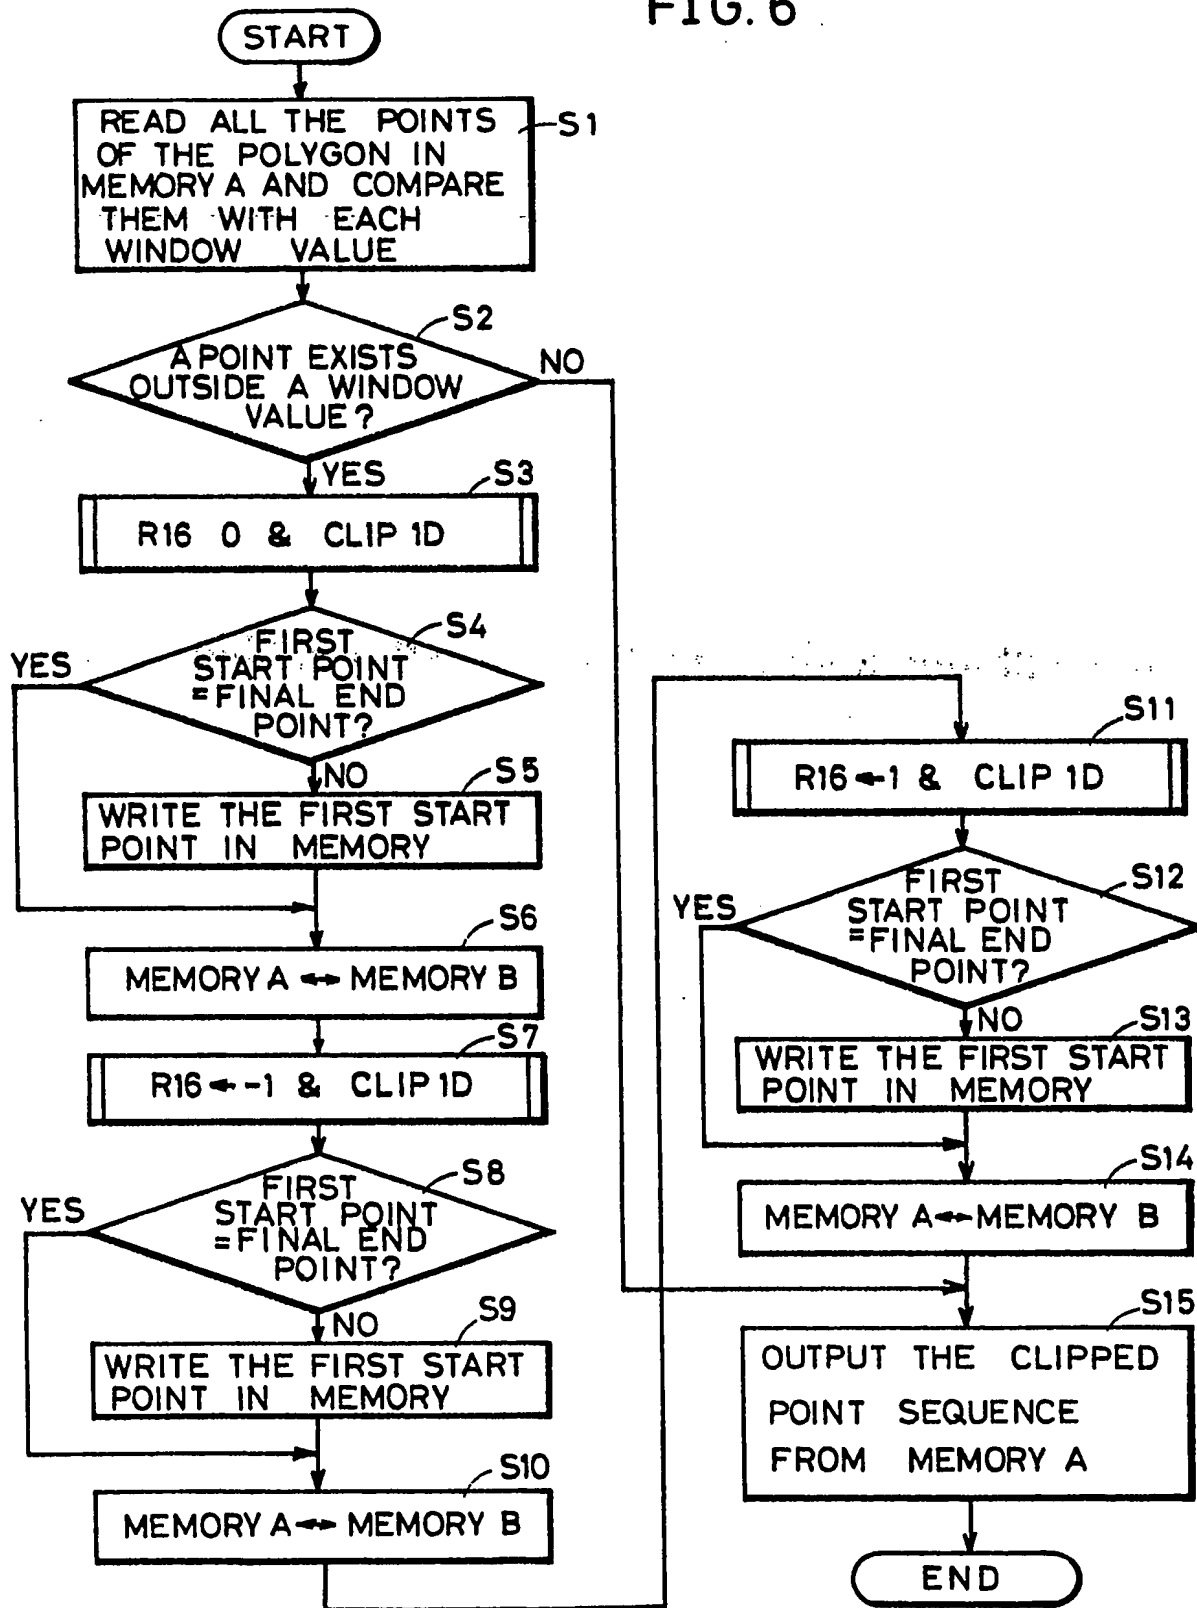 FIG. 6
START
READ ALL THE POINTS
OF THE POLYGON IN
MEMORY A AND COMPARE
THEM WITH EACH
WINDOW VALUE
S1
S2
A POINT EXISTS
OUTSIDE A WINDOW
VALUE?
NO
YES
S3
R16 0 & CLIP 1D
S4
FIRST
START POINT
=FINAL END
POINT?
YES
NO
S5
WRITE THE FIRST START
POINT IN MEMORY
S6
MEMORY A ↔ MEMORY B
S7
R16 ← -1 & CLIP 1D
S8
FIRST
START POINT
=FINAL END
POINT?
YES
NO
S9
WRITE THE FIRST START
POINT IN MEMORY
S10
MEMORY A ↔ MEMORY B
S11
R16 ← 1 & CLIP 1D
S12
FIRST
START POINT
=FINAL END
POINT?
YES
NO
S13
WRITE THE FIRST START
POINT IN MEMORY
S14
MEMORY A ↔ MEMORY B
S15
OUTPUT THE CLIPPED
POINT SEQUENCE
FROM MEMORY A
END